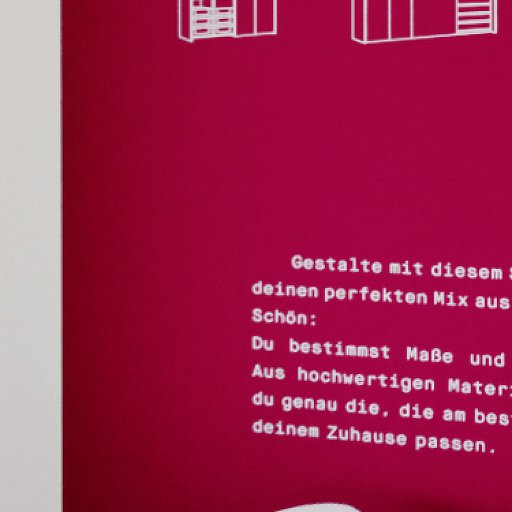 Gestalte mit diesem
deinen perfekten Mix aus
Schön:
Du bestimmst Maße und
Aus hochwertigen
du genau die, die am
deinem Zuhause passen.